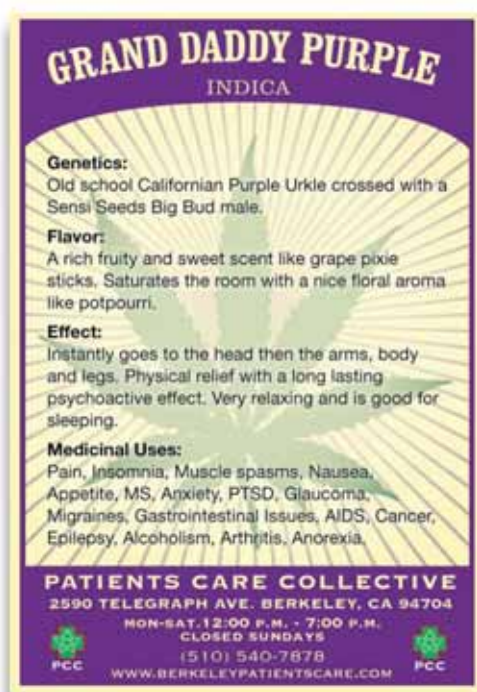 GRAND DADDY PURPLE
INDICA
Genetics:
Old school Californian Purple Urkle crossed with a
Sensi Seeds Big Bud male.
Flavor:
A rich fruity and sweet scent like grape pixie
sticks. Saturates the room with a nice floral aroma
like potpourri.
Effect:
Instantly goes to the head then the arms, body
and legs. Physical relief with a long lasting
psychoactive effect. Very relaxing and is good for
sleeping.
Medicinal Uses:
Pain, Insomnia, Muscle spasms, Nausea,
Appetite, MS, Anxiety, PTSD, Glaucoma,
Migraines, Gastrointestinal Issues, AIDS, Cancer,
Epilepsy, Alcoholism, Arthritis, Anorexia.
PATIENTS CARE COLLECTIVE
2590 TELEGRAPH AVE. BERKELEY, CA 94704
MON-SAT.12:00 P.M. - 7:00 P.M.
CLOSED SUNDAYS
(510) 540-7878
PCC PCC
WWW.BERKELEYPATIENTSCARE.COM